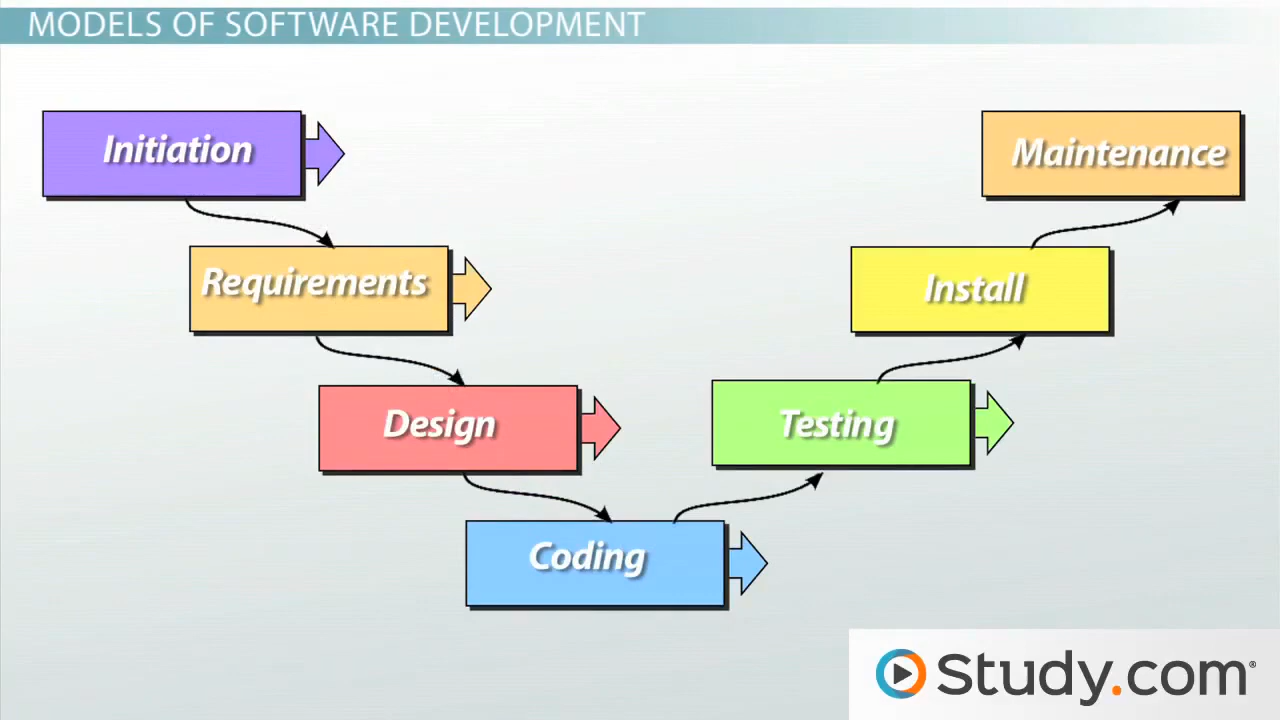 MODELS OF SOFTWARE DEVELOPMENT
Initiation
Maintenance
Requirements
Install
Design
Testing
Coding
Study.com®